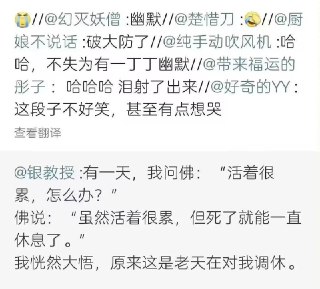 😭//@幻灭妖僧 :幽默//@楚惜刀 :🤣//@厨
娘不说话 :破大防了//@纯手动吹风机 :哈
哈，不失为有一丁丁幽默//@带来福运的
彤子 ：哈哈哈 泪射了出来//@好奇的YY :
这段子不好笑，甚至有点想哭
查看翻译
@银教授 :有一天，我问佛：“活着很
累，怎么办？”
佛说：“虽然活着很累，但死了就能一直
休息了。”
我恍然大悟，原来这是老天在对我调休。